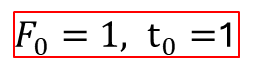 F₀ = 1, t₀ =1